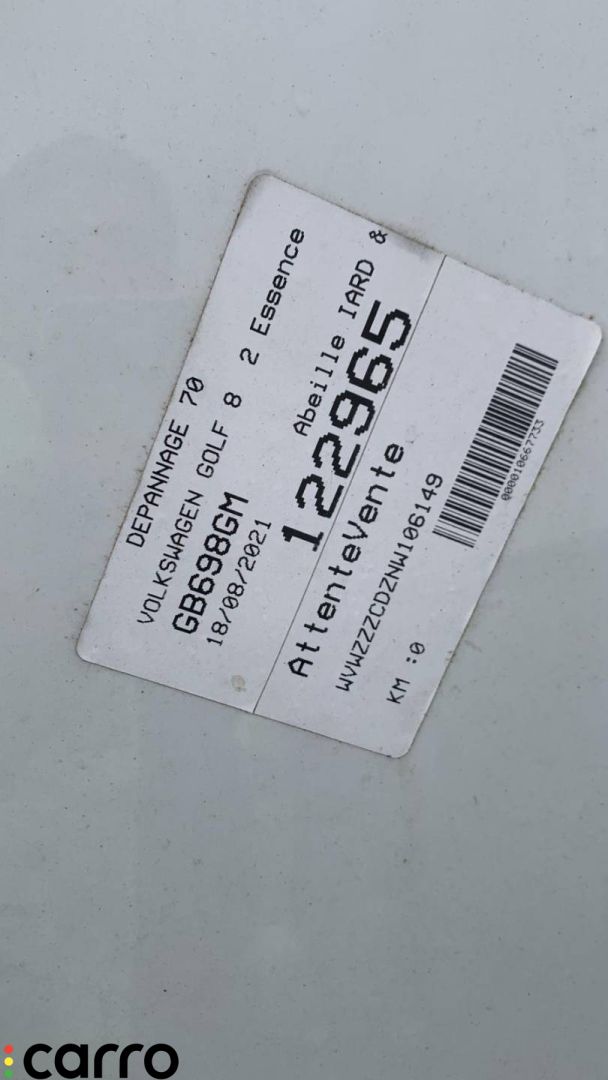 DEPANNAGE 70
VOLKSWAGEN GOLF 8 2 Essence
GB698GM
18/08/2021
Abeille IARD &
122965
AttenteVente
WVWZZZCDZNW106149
KM :0
000010667733
carro